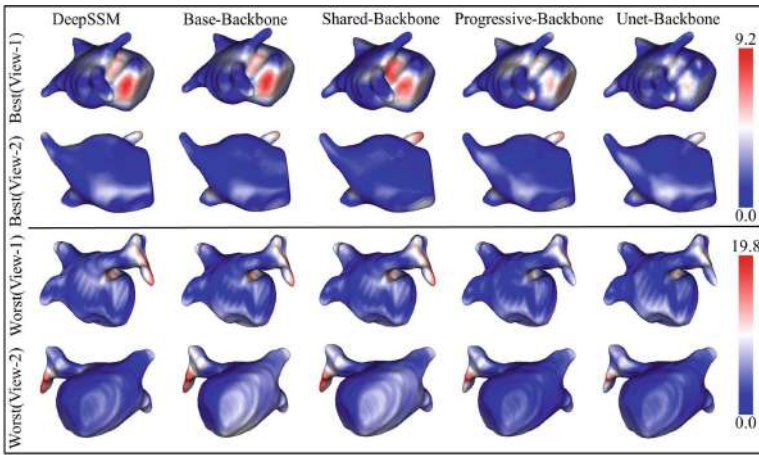 DeepSSM Base-Backbone Shared-Backbone Progressive-Backbone Unet-Backbone
Best(View-1)
9.2
Best(View-2)
0.0
Worst(View-1)
19.8
Worst(View-2)
0.0